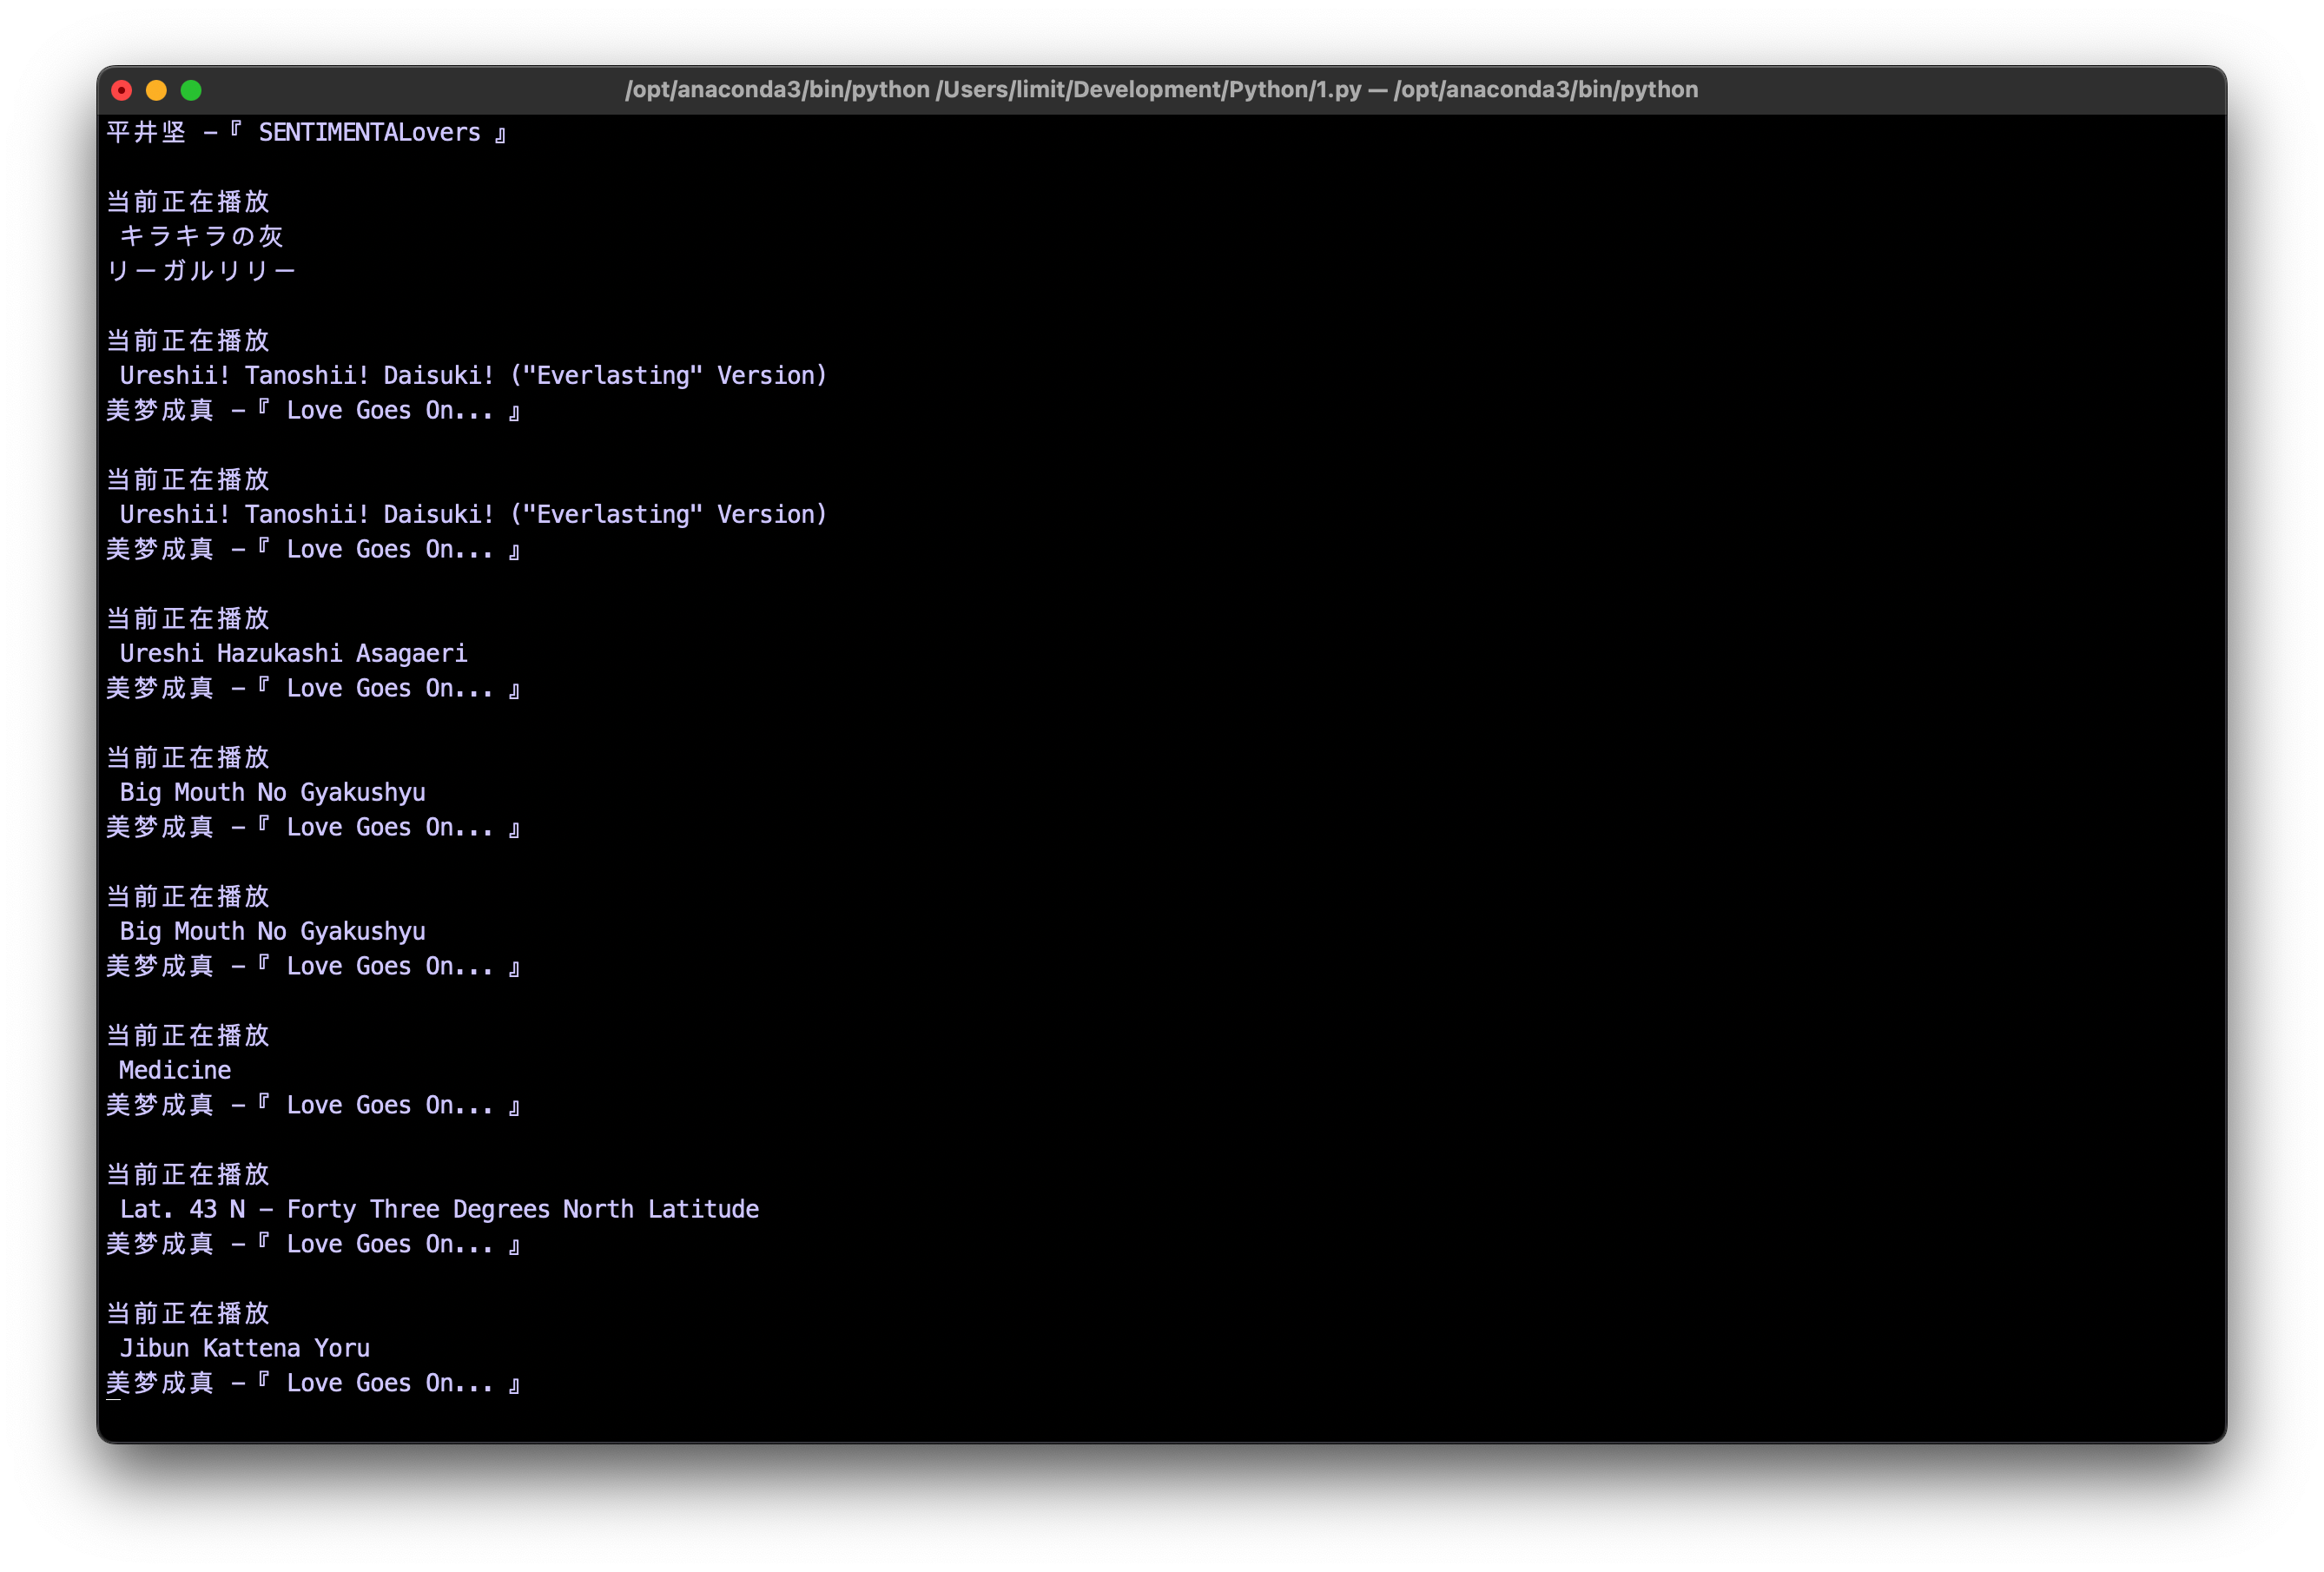 /opt/anaconda3/bin/python /Users/limit/Development/Python/1.py — /opt/anaconda3/bin/python
平井坚 -『 SENTIMENTALovers 』
当前正在播放
キラキラの灰
リーガルリリー
当前正在播放
Ureshii! Tanoshii! Daisuki! ("Everlasting" Version)
美梦成真 -『 Love Goes On... 』
当前正在播放
Ureshii! Tanoshii! Daisuki! ("Everlasting" Version)
美梦成真 -『 Love Goes On... 』
当前正在播放
Ureshi Hazukashi Asagaeri
美梦成真 -『 Love Goes On... 』
当前正在播放
Big Mouth No Gyakushyu
美梦成真 -『 Love Goes On... 』
当前正在播放
Big Mouth No Gyakushyu
美梦成真 -『 Love Goes On... 』
当前正在播放
Medicine
美梦成真 -『 Love Goes On... 』
当前正在播放
Lat. 43 N - Forty Three Degrees North Latitude
美梦成真 -『 Love Goes On... 』
当前正在播放
Jibun Kattena Yoru
美梦成真 -『 Love Goes On... 』